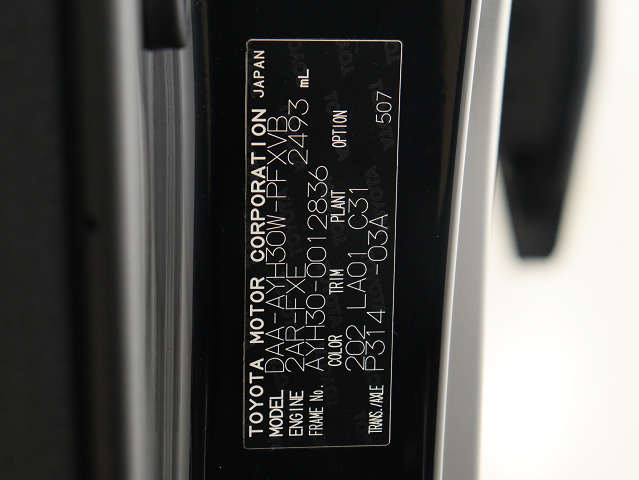 TOYOTA MOTOR CORPORATION JAPAN
MODEL DAA-AYH30W-PFXVB
ENGINE 2AR-FXE 2493 mL
FRAME No. AYH30-0012836
COLOR TRIM PLANT OPTION
202 LA01 C31 507
TRANS./AXLE P314 -03A